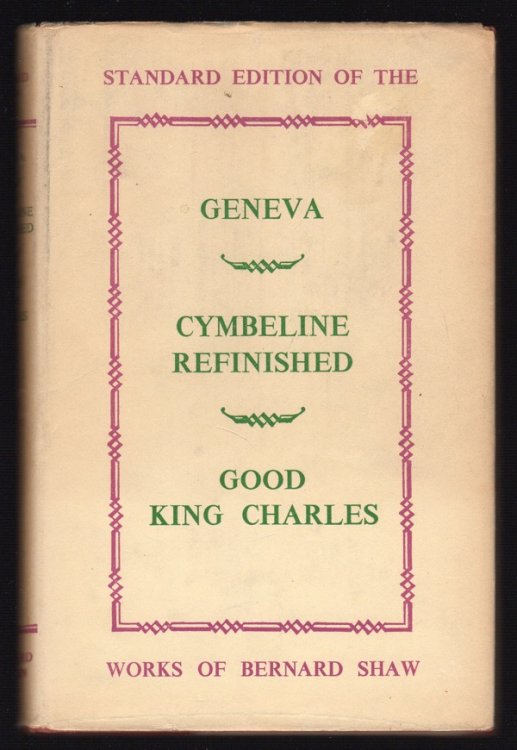 STANDARD EDITION OF THE
GENEVA
CYMBELINE
REFINISHED
GOOD
KING CHARLES
WORKS OF BERNARD SHAW